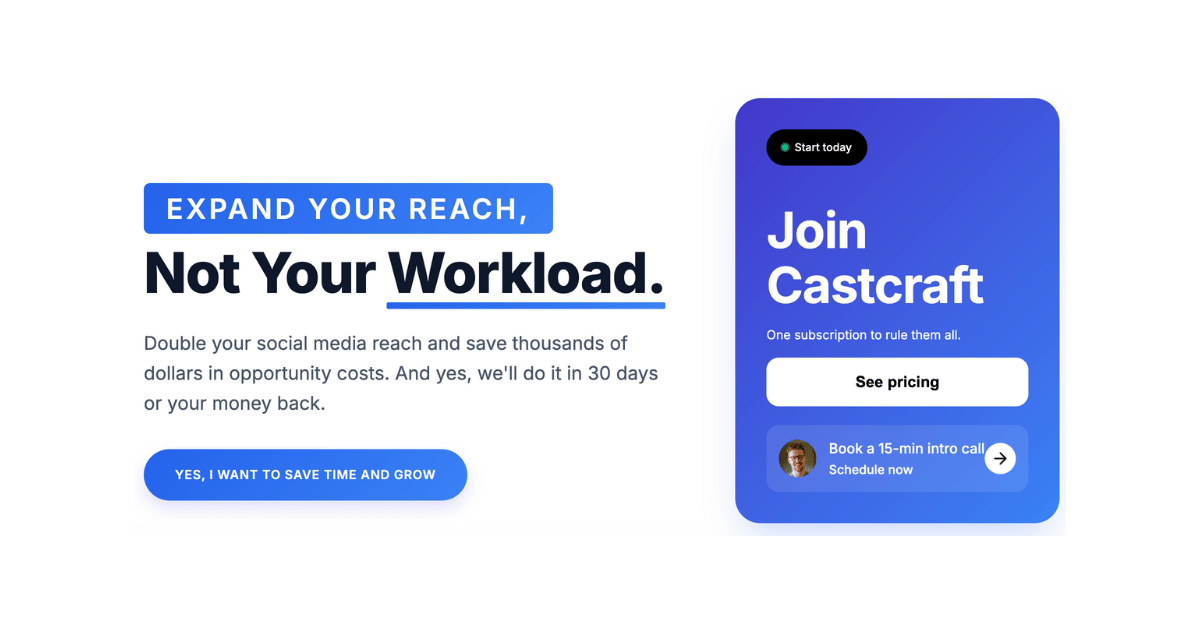 EXPAND YOUR REACH,
Not Your Workload.
Double your social media reach and save thousands of
dollars in opportunity costs. And yes, we'll do it in 30 days
or your money back.
YES, I WANT TO SAVE TIME AND GROW
Start today
Join
Castcraft
One subscription to rule them all.
See pricing
Book a 15-min intro call
Schedule now